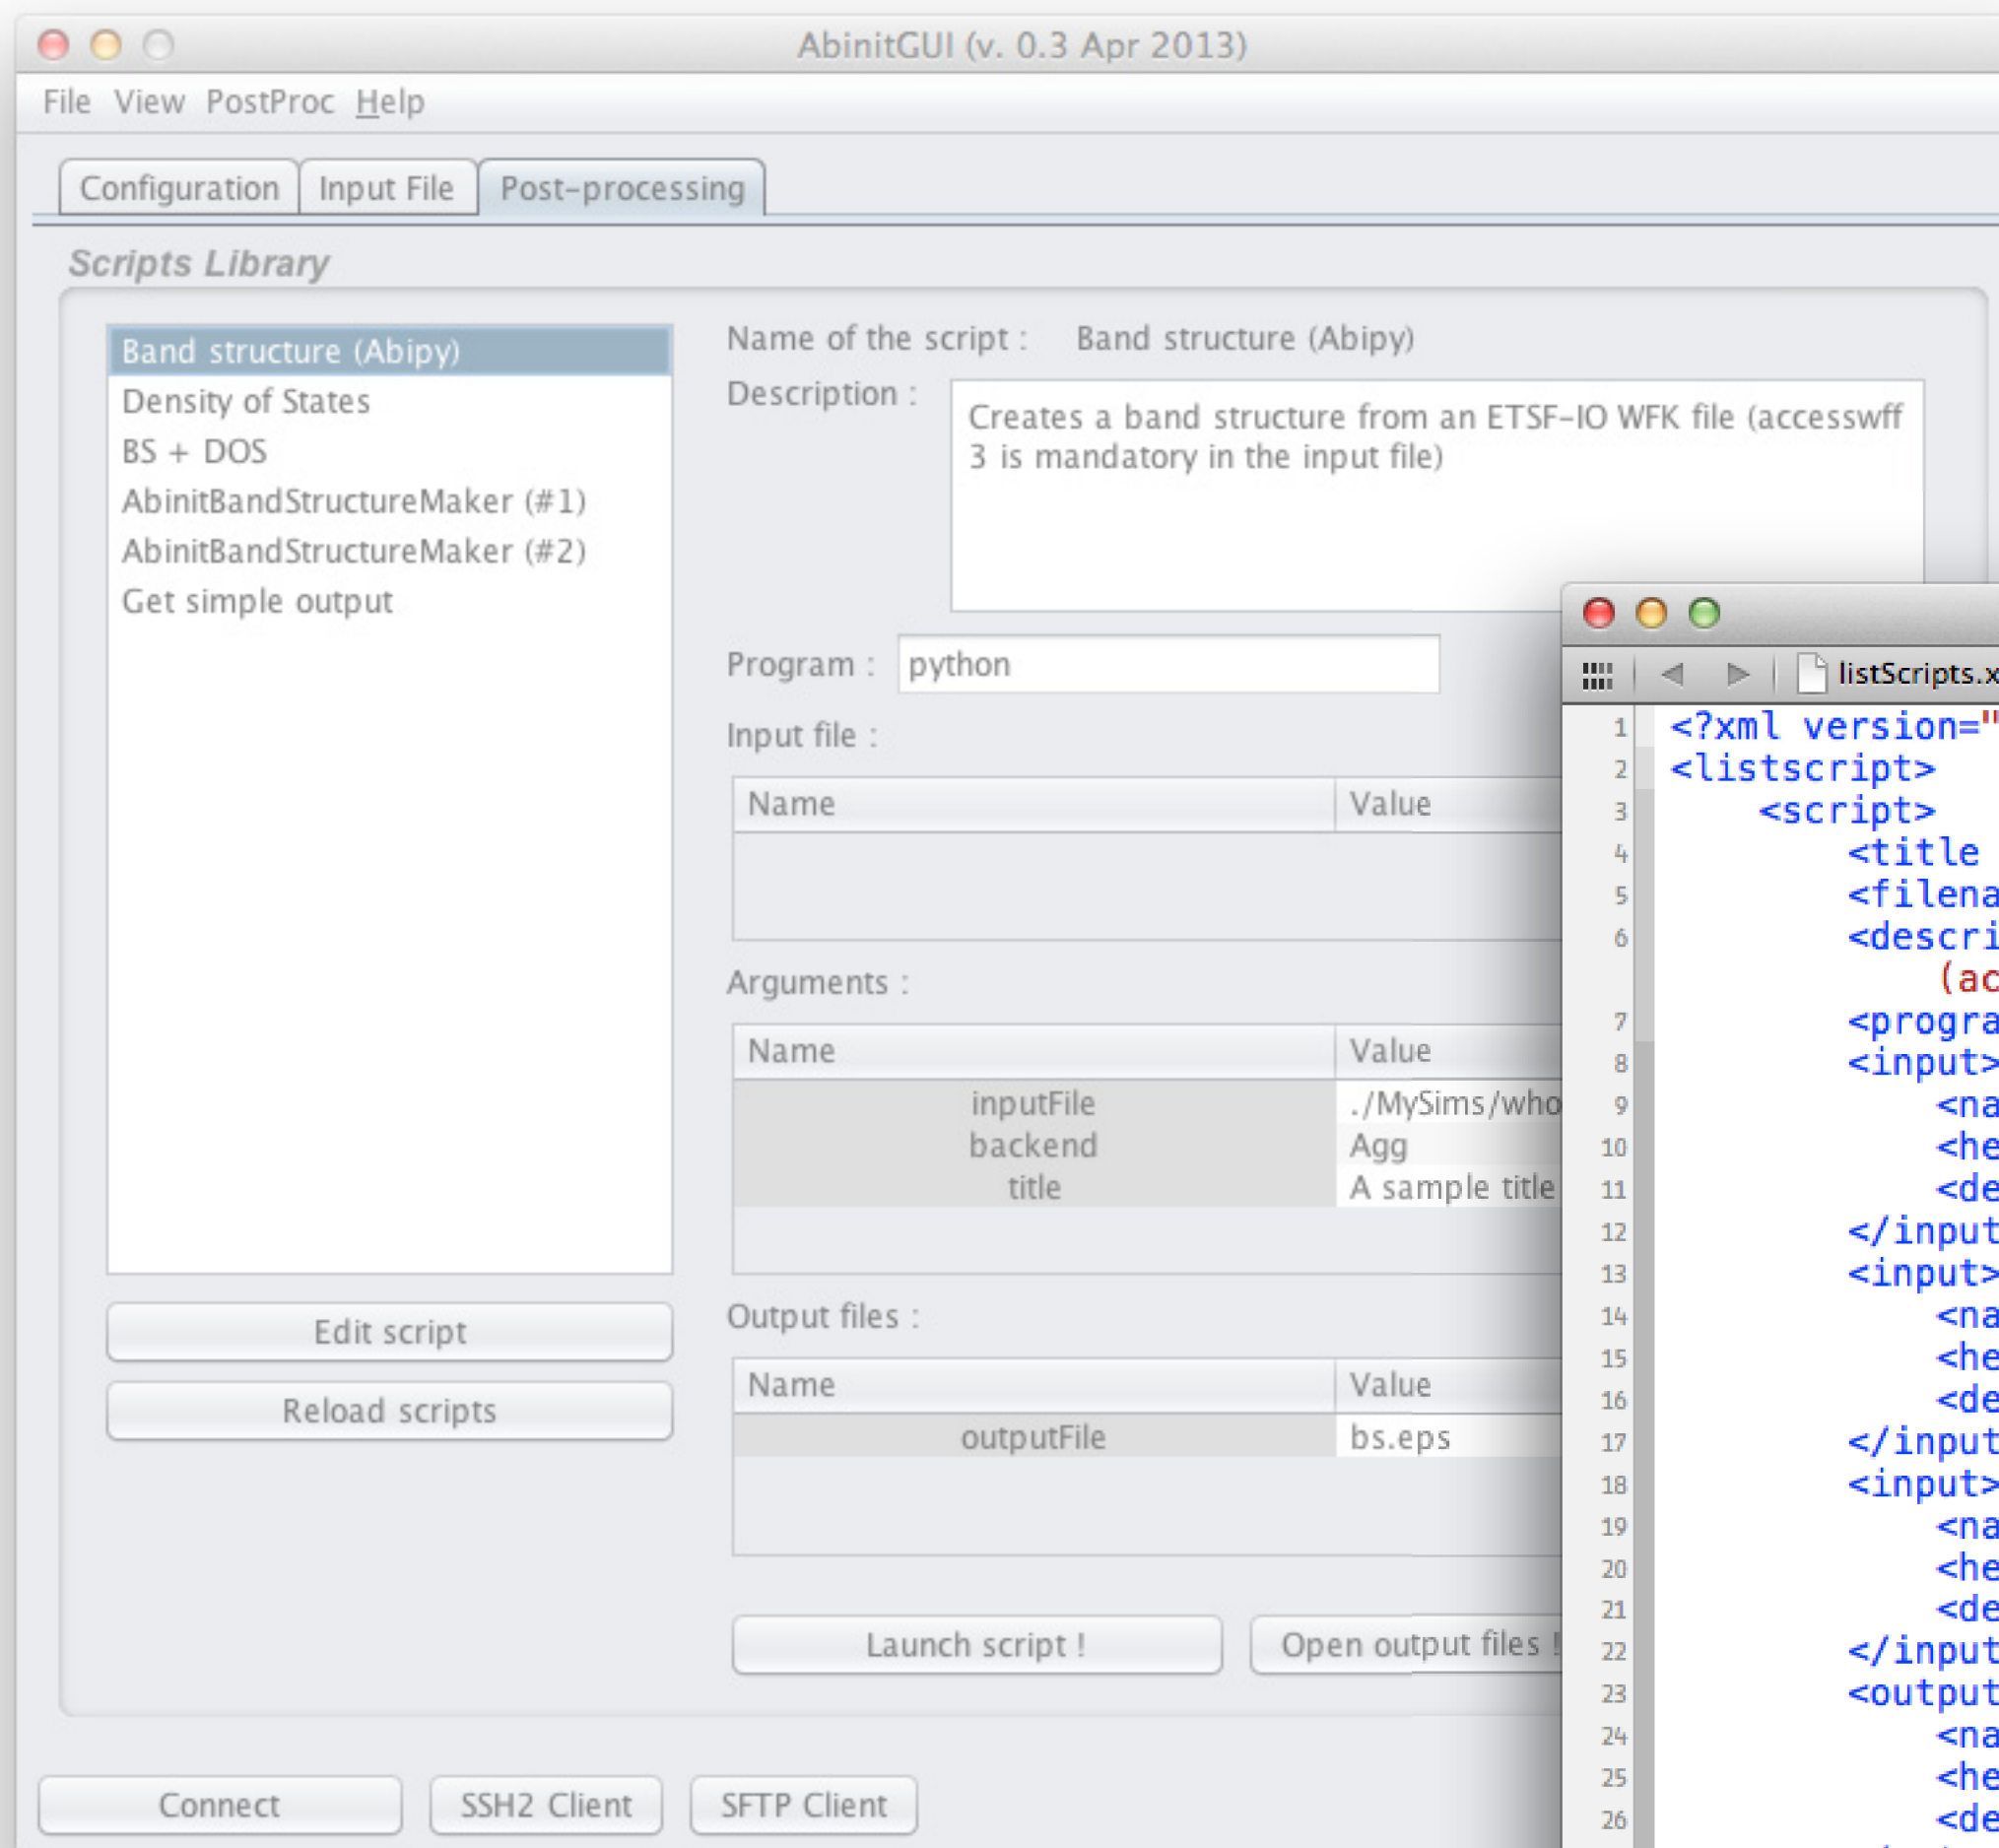 AbinitGUI (v. 0.3 Apr 2013)
File View PostProc Help
Configuration Input File Post-processing
Scripts Library
Band structure (Abipy)
Density of States
BS + DOS
AbinitBandStructureMaker (#1)
AbinitBandStructureMaker (#2)
Get simple output
Edit script
Reload scripts
Name of the script : Band structure (Abipy)
Description :
Creates a band structure from an ETSF-IO WFK file (accesswff
3 is mandatory in the input file)
Program : python
Input file :
Name Value
Arguments :
Name Value
inputFile ./MySims/who
backend Agg
title A sample title
Output files :
Name Value
outputFile bs.eps
Launch script ! Open output files !
Connect SSH2 Client SFTP Client
listScripts.x
1 <?xml version="
2 <listscript>
3 <script>
4 <title
5 <filena
6 <descri
(ac
7 <progra
8 <input>
9 <na
10 <he
11 <de
12 </input
13 <input>
14 <na
15 <he
16 <de
17 </input
18 <input>
19 <na
20 <he
21 <de
22 </input
23 <output
24 <na
25 <he
26 <de